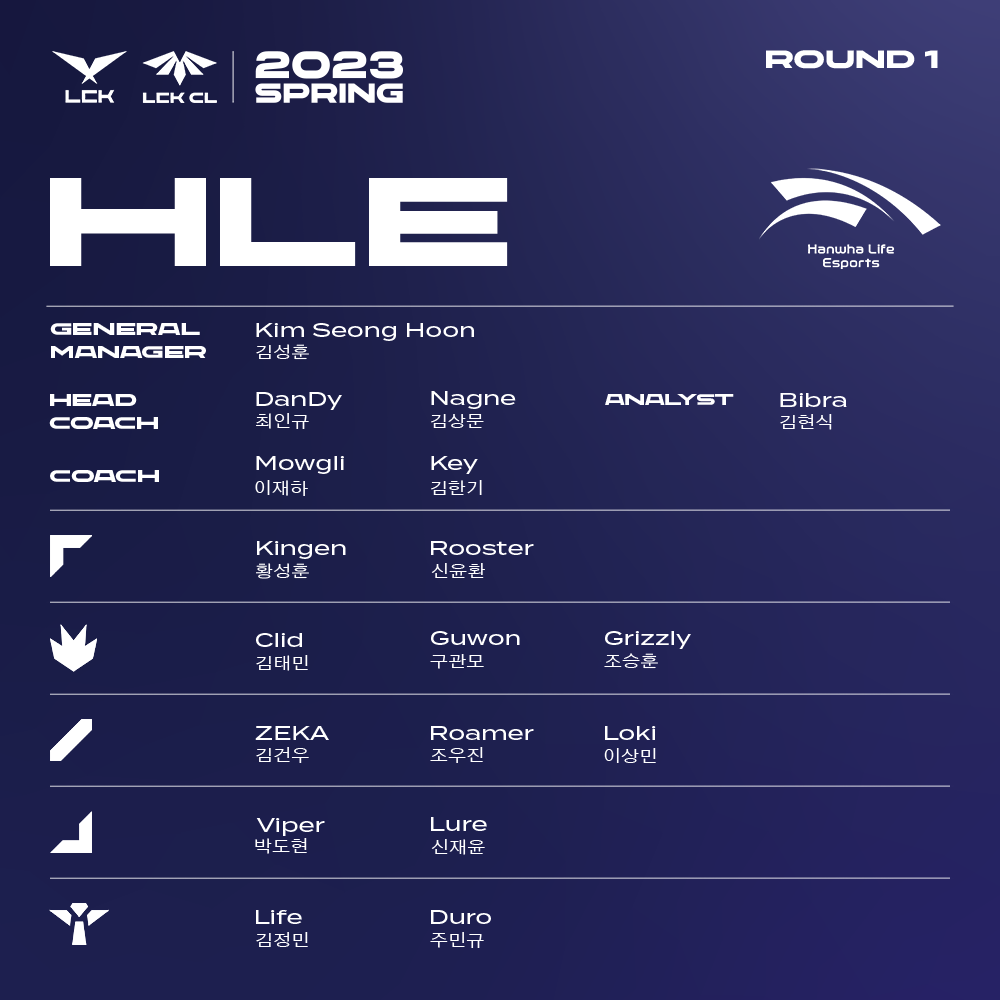 LCK
LCK CL
2023
SPRING
ROUND 1
HLE
Hanwha Life
Esports
GENERAL
MANAGER
Kim Seong Hoon
김성훈
HEAD
COACH
DanDy
최인규
Nagne
김상문
ANALYST
Bibra
김현식
COACH
Mowgli
이재하
Key
김한기
Kingen
황성훈
Rooster
신윤환
Clid
김태민
Guwon
구관모
Grizzly
조승훈
ZEKA
김건우
Roamer
조우진
Loki
이상민
Viper
박도현
Lure
신재윤
Life
김정민
Duro
주민규